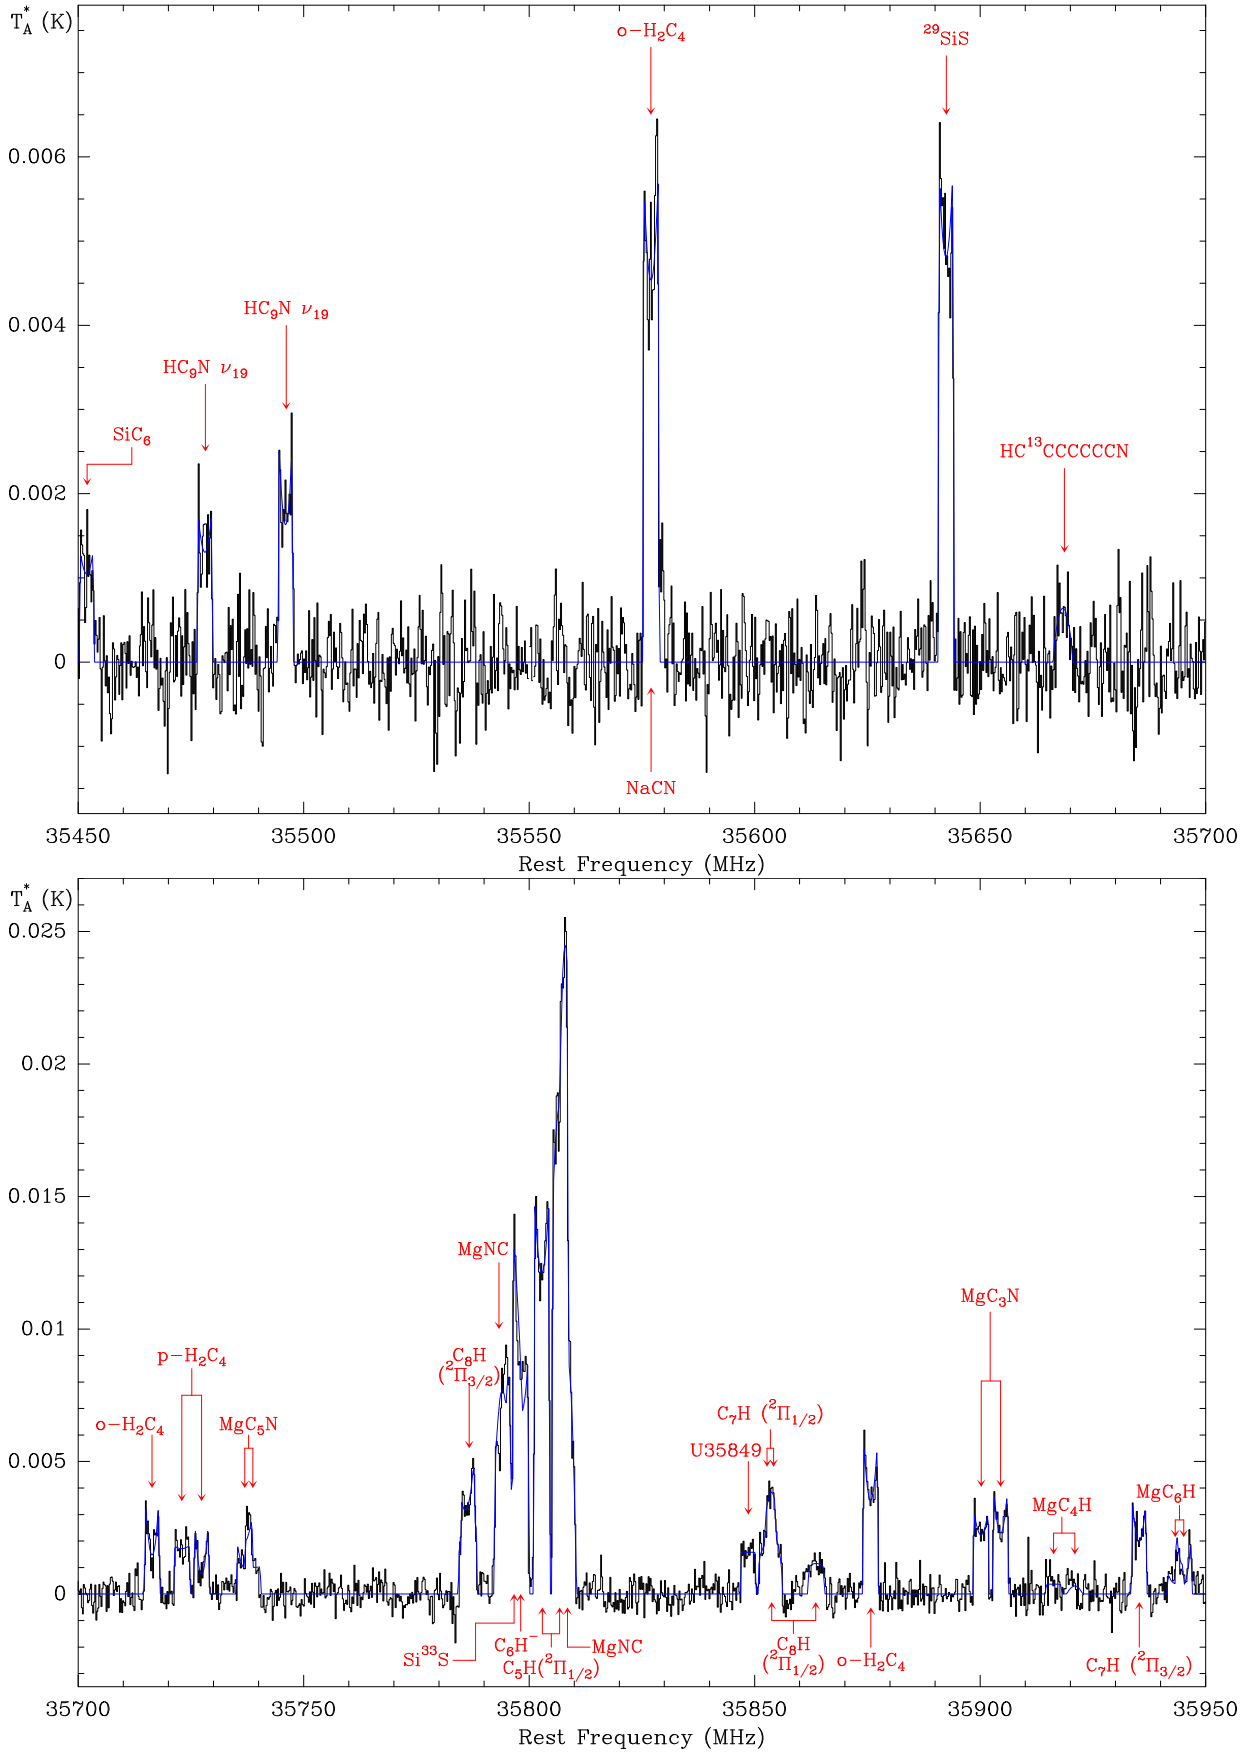 T_A^* (K)
o-H₂C₄
²⁹SiS
0.006
0.004
HC₉N ν₁₉
HC₉N ν₁₉
SiC₆
HC¹³CCCCCCN
0.002
0
NaCN
35450 35500 35550 35600 35650 35700
Rest Frequency (MHz)
T_A^* (K)
0.025
0.02
0.015
MgNC
0.01
MgC₃N
p-H₂C₄
C₈H
(²Π₃/₂)
o-H₂C₄
MgC₅N
C₇H (²Π₁/₂)
U35849
0.005
MgC₄H
MgC₆H
0
Si³³S
C₆H⁻
C₅H(²Π₁/₂)
MgNC
C₈H
(²Π₁/₂)
o-H₂C₄
C₇H (²Π₃/₂)
35700 35750 35800 35850 35900 35950
Rest Frequency (MHz)